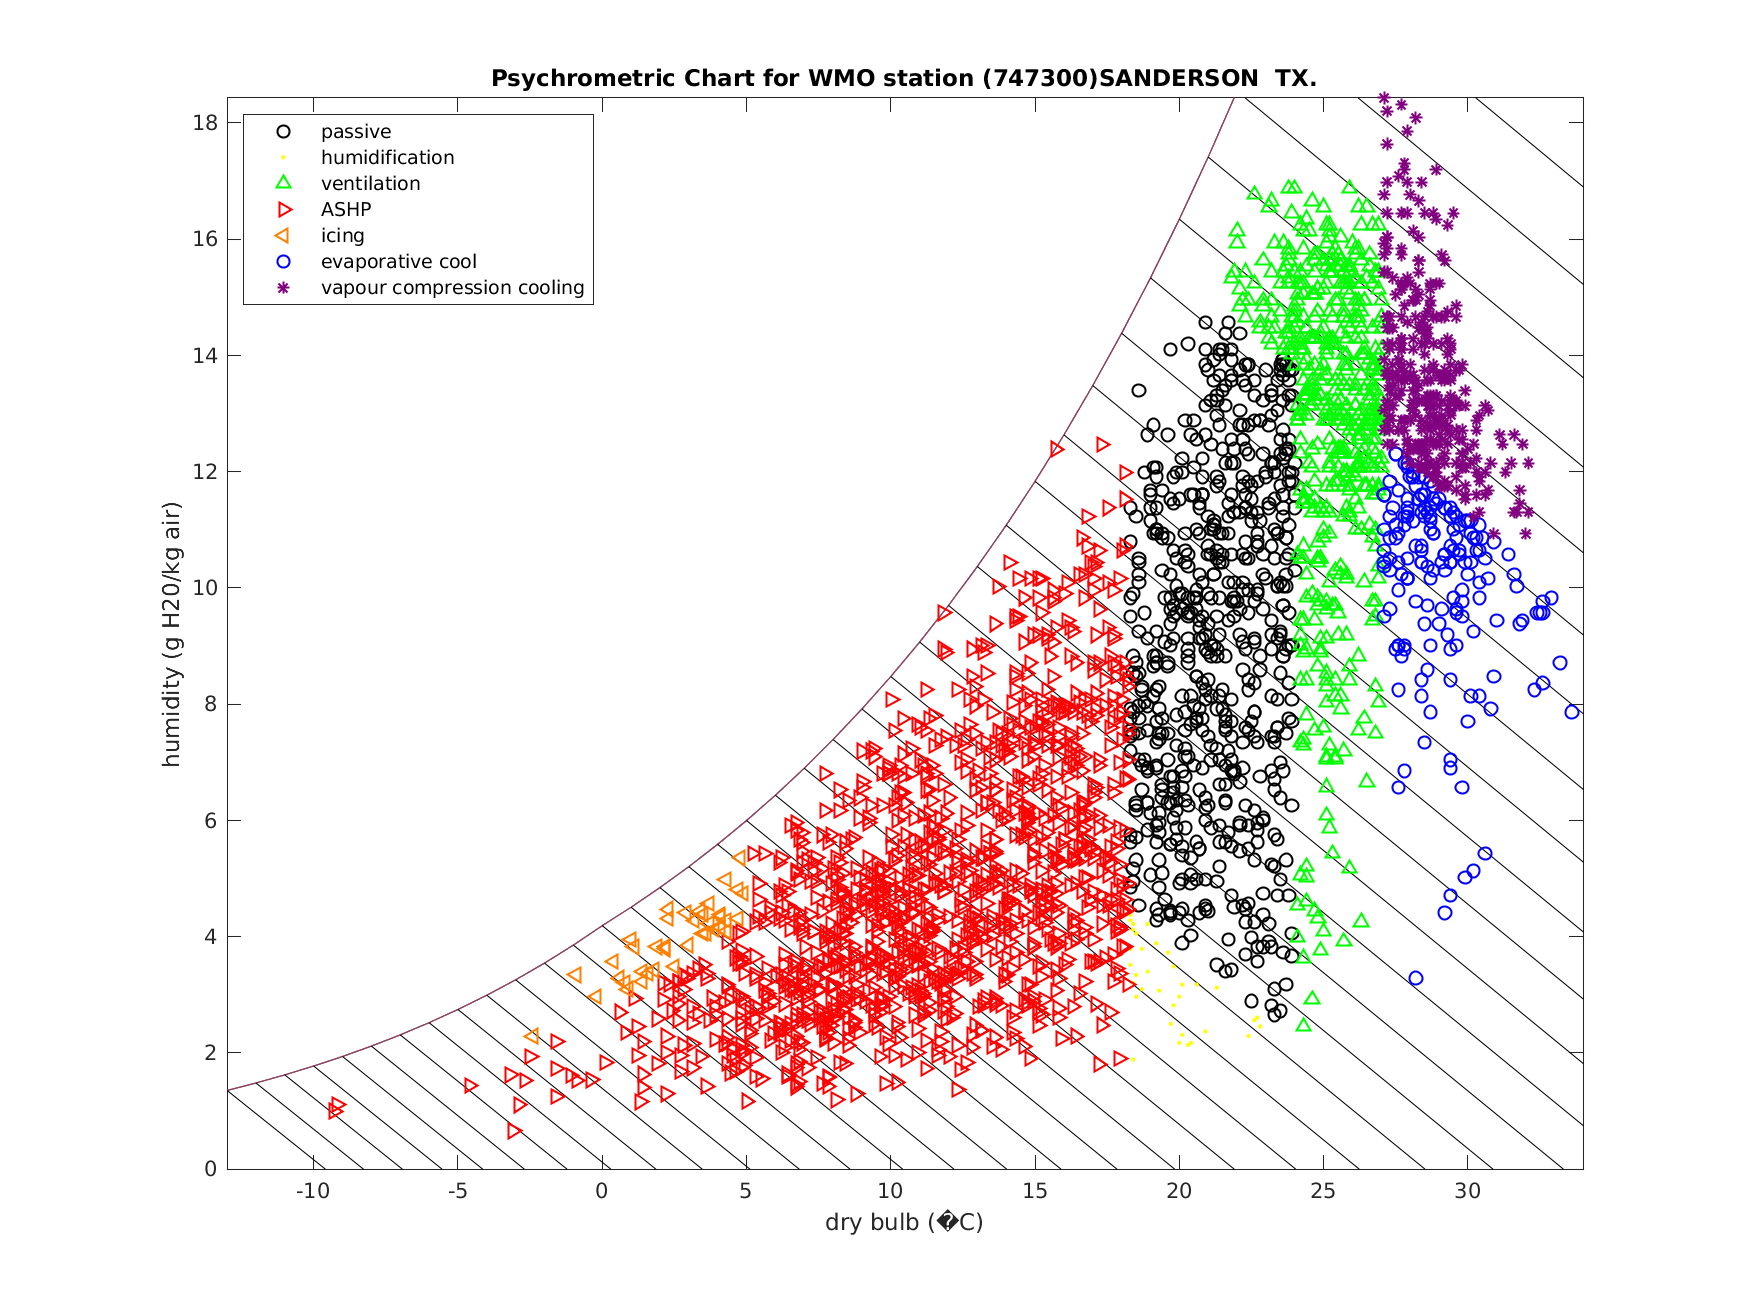 Psychrometric Chart for WMO station (747300)SANDERSON  TX.
passive
humidification
ventilation
ASHP
icing
evaporative cool
vapour compression cooling
18
16
14
12
10
8
6
4
2
0
humidity (g H20/kg air)
-10
-5
0
5
10
15
20
25
30
dry bulb (�C)